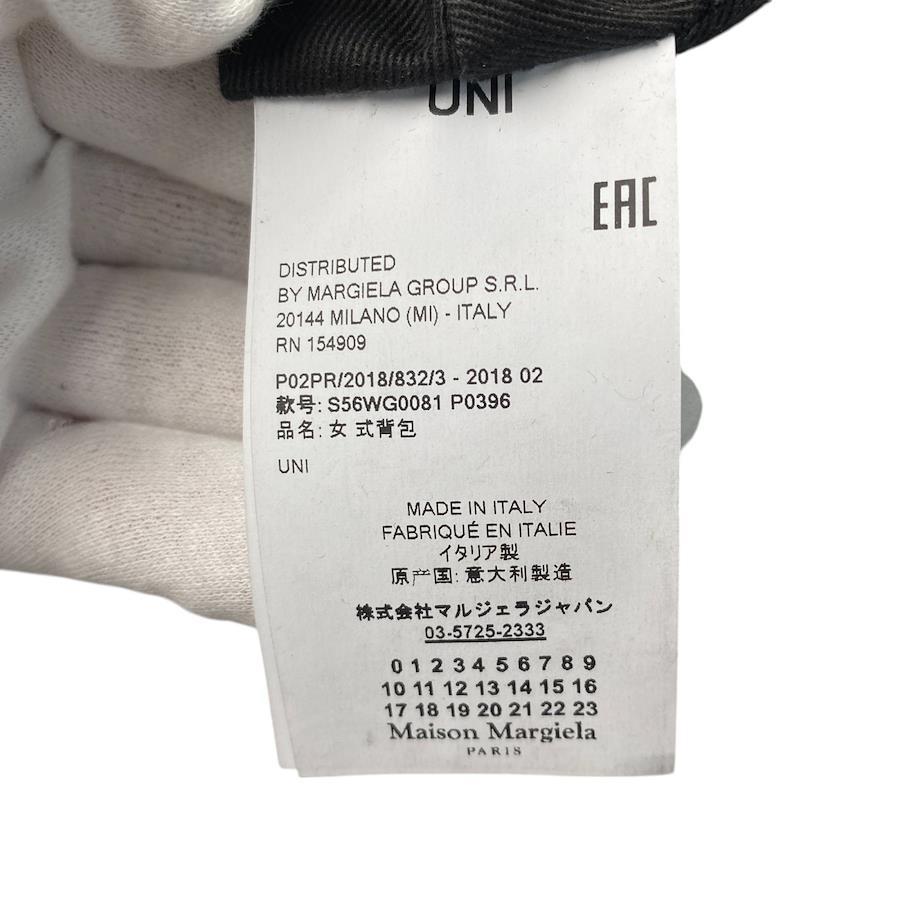 UNI
EAC
DISTRIBUTED
BY MARGIELA GROUP S.R.L.
20144 MILANO (MI) - ITALY
RN 154909
P02PR/2018/832/3 - 2018 02
款号: S56WG0081 P0396
品名: 女 式背包
UNI
MADE IN ITALY
FABRIQUÉ EN ITALIE
イタリア製
原产国: 意大利製造
株式会社マルジェラジャパン
03-5725-2333
0 1 2 3 4 5 6 7 8 9
10 11 12 13 14 15 16
17 18 19 20 21 22 23
Maison Margiela
PARIS